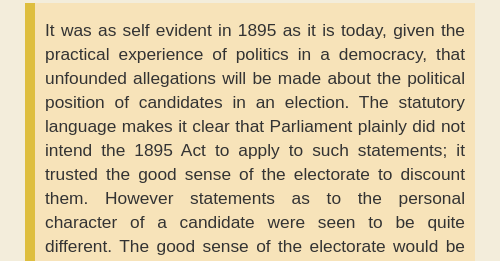 It was as self evident in 1895 as it is today, given the
practical experience of politics in a democracy, that
unfounded allegations will be made about the political
position of candidates in an election. The statutory
language makes it clear that Parliament plainly did not
intend the 1895 Act to apply to such statements; it
trusted the good sense of the electorate to discount
them. However statements as to the personal
character of a candidate were seen to be quite
different. The good sense of the electorate would be